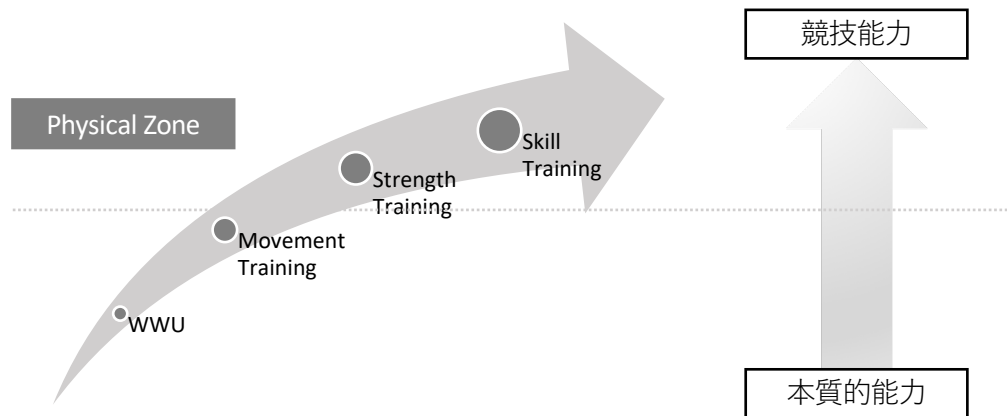 競技能力
Physical Zone
Skill
Training
Strength
Training
Movement
Training
WWU
本質的能力